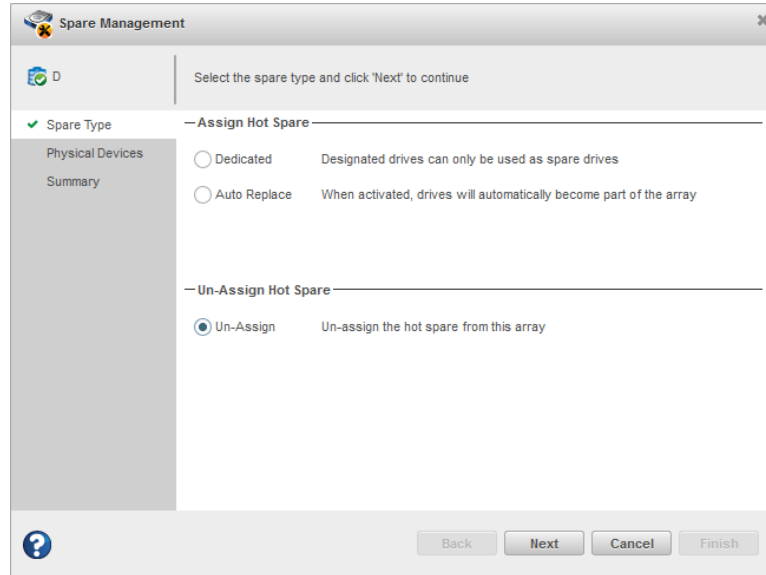 Spare Management
D
Select the spare type and click 'Next' to continue
Spare Type
Physical Devices
Summary
Assign Hot Spare
Dedicated Designated drives can only be used as spare drives
Auto Replace When activated, drives will automatically become part of the array
Un-Assign Hot Spare
Un-Assign Un-assign the hot spare from this array
?
Back Next Cancel Finish